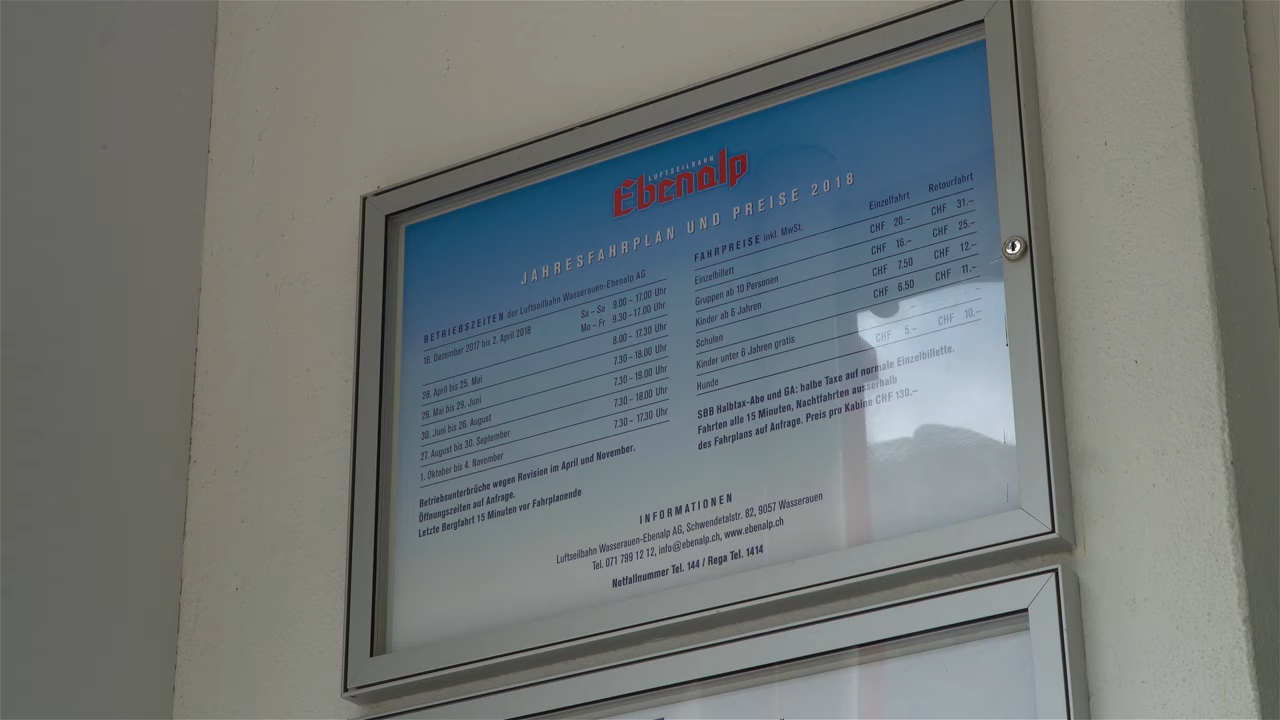 LUFTSEILBAHN
Ebenalp
JAHRESFAHRPLAN UND PREISE 2018
BETRIEBSZEITEN der Luftseilbahn Wasserauen-Ebenalp AG
16. Dezember 2017 bis 2. April 2018 Sa – So 9.00 – 17.00 Uhr
Mo – Fr 9.30 – 17.00 Uhr
28. April bis 25. Mai 8.00 – 17.30 Uhr
26. Mai bis 29. Juni 7.30 – 18.00 Uhr
30. Juni bis 26. August 7.30 – 19.00 Uhr
27. August bis 30. September 7.30 – 18.00 Uhr
1. Oktober bis 4. November 7.30 – 17.30 Uhr
Betriebsunterbrüche wegen Revision im April und November.
Öffnungszeiten auf Anfrage.
Letzte Bergfahrt 15 Minuten vor Fahrplanende
FAHRPREISE inkl. MwSt. Einzelfahrt Retourfahrt
Einzelbillett CHF 20.– CHF 31.–
Gruppen ab 10 Personen CHF 16.– CHF 25.–
Kinder ab 6 Jahren CHF 7.50 CHF 12.–
Schulen CHF 6.50 CHF 11.–
Kinder unter 6 Jahren gratis – –
Hunde CHF 5.– CHF 10.–
SBB Halbtax-Abo und GA: halbe Taxe auf normale Einzelbillette.
Fahrten alle 15 Minuten, Nachtfahrten ausserhalb
des Fahrplans auf Anfrage. Preis pro Kabine CHF 130.–
INFORMATIONEN
Luftseilbahn Wasserauen-Ebenalp AG, Schwendetalstr. 82, 9057 Wasserauen
Tel. 071 799 12 12, info@ebenalp.ch, www.ebenalp.ch
Notfallnummer Tel. 144 / Rega Tel. 1414